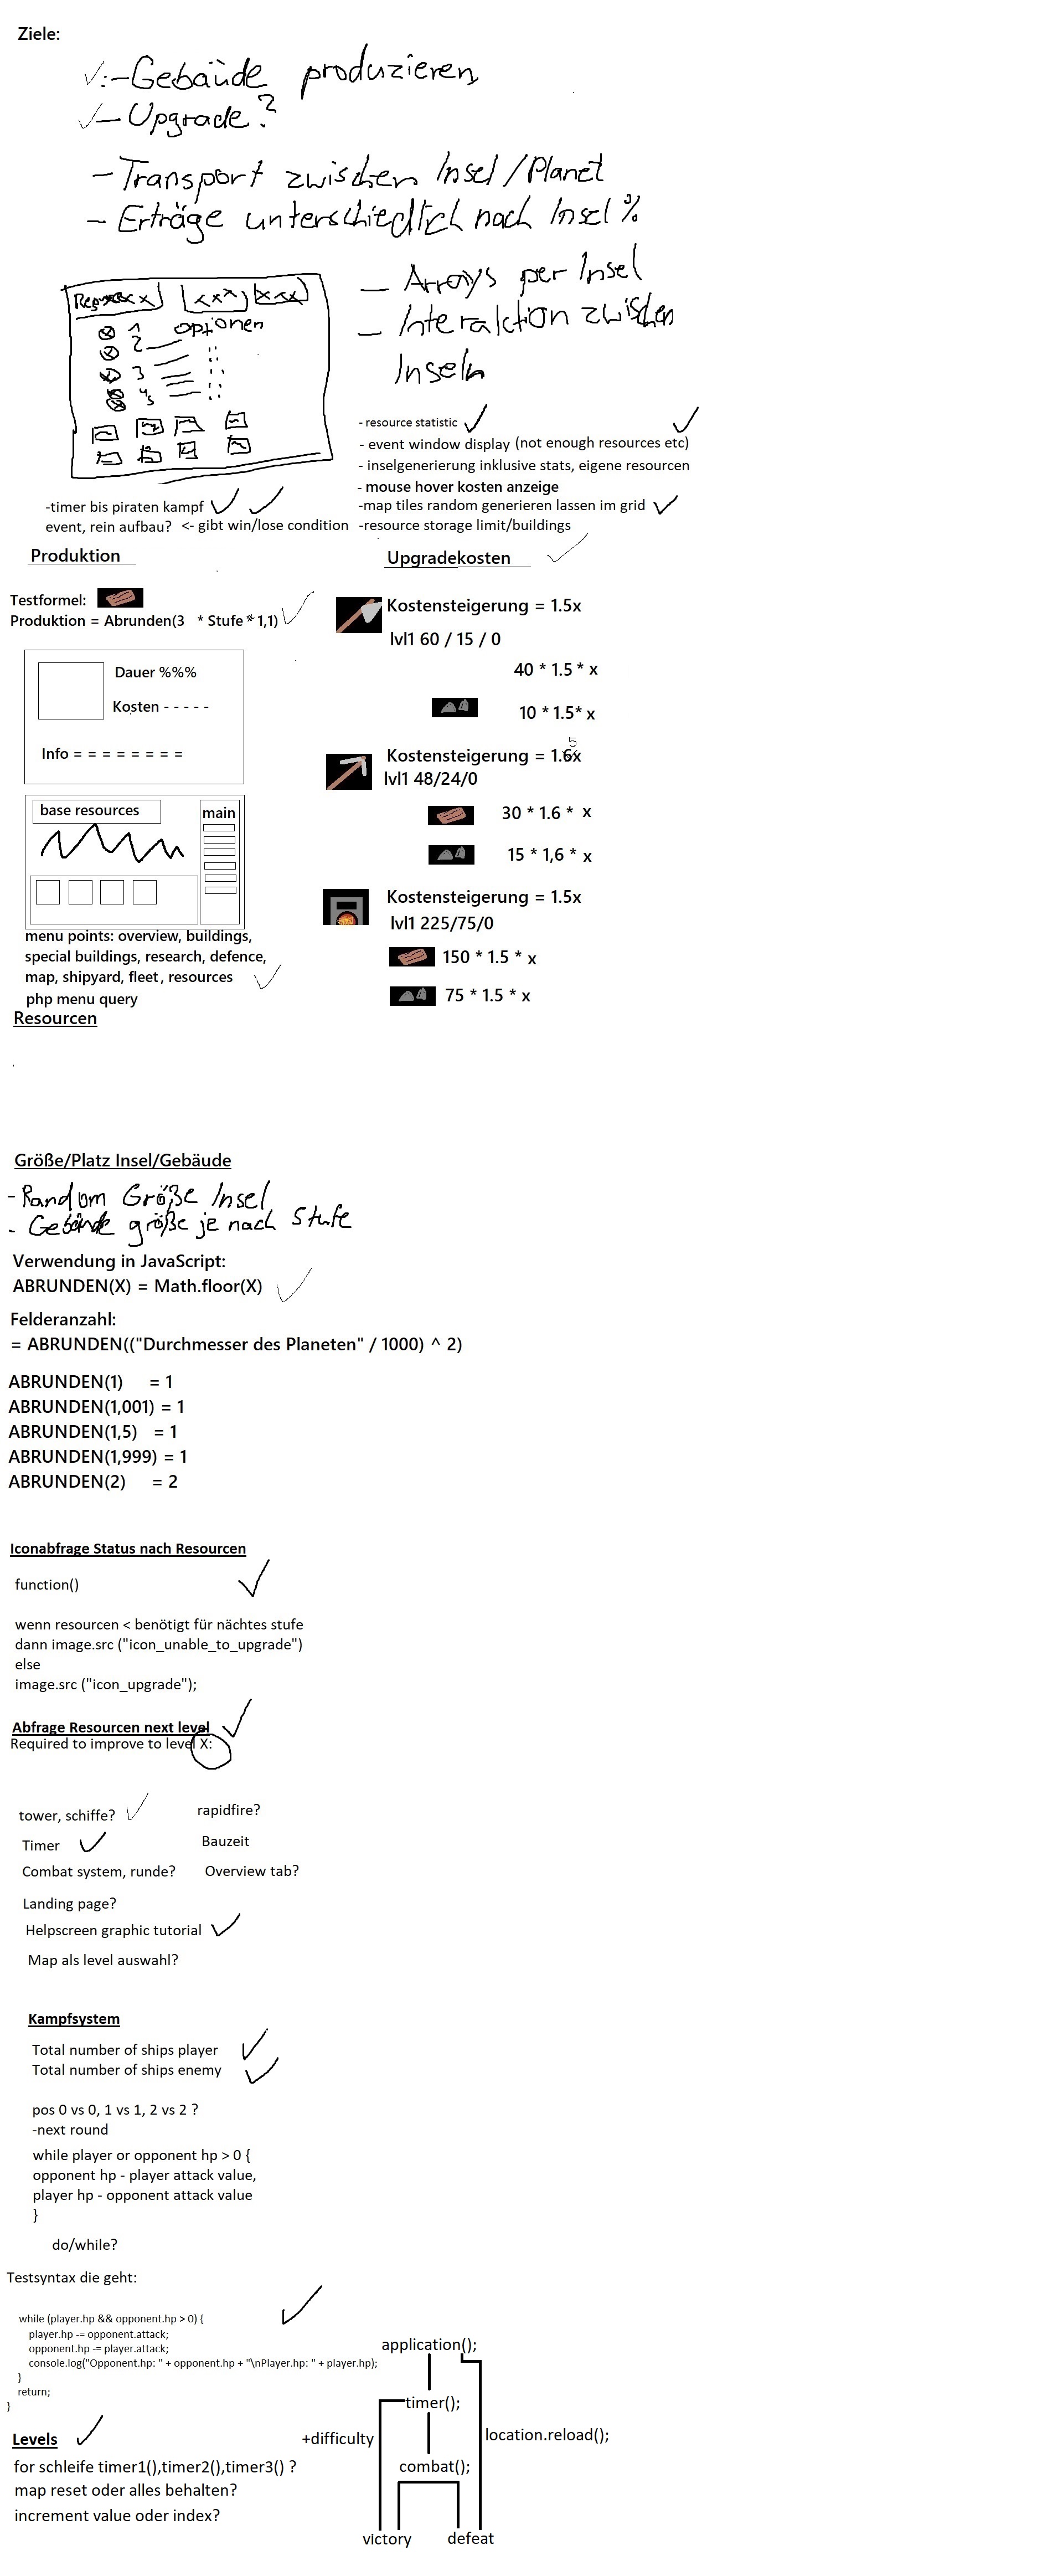 Ziele:
✓:-Gebäude produzieren
✓- Upgrade?
- Transport zwischen Insel/Planet
- Erträge unterschiedlich nach Insel %
xxx xxx
1 optionen
2
3
4
5
- Arrays per Insel
- Interaktion zwischen
Inseln
- resource statistic ✓
- event window display (not enough resources etc) ✓
- inselgenerierung inklusive stats, eigene resourcen
- mouse hover kosten anzeige
-map tiles random generieren lassen im grid ✓
-resource storage limit/buildings
-timer bis piraten kampf ✓ ✓
event, rein aufbau? <- gibt win/lose condition
Produktion
Testformel:
Produktion = Abrunden(3 * Stufe * 1,1) ✓
Dauer %%%
Kosten - - - - -
Info = = = = = = = =
base resources
main
menu points: overview, buildings,
special buildings, research, defence,
map, shipyard, fleet, resources ✓
php menu query
Upgradekosten ✓
Kostensteigerung = 1.5x
lvl1 60 / 15 / 0
40 * 1.5 * x
10 * 1.5* x
5
Kostensteigerung = 1.6x
lvl1 48/24/0
30 * 1.6 * x
15 * 1,6 * x
Kostensteigerung = 1.5x
lvl1 225/75/0
150 * 1.5 * x
75 * 1.5 * x
Resourcen
Größe/Platz Insel/Gebäude
- Random Größe Insel
- Gebäude größe je nach Stufe
Verwendung in JavaScript:
ABRUNDEN(X) = Math.floor(X) ✓
Felderanzahl:
= ABRUNDEN(("Durchmesser des Planeten" / 1000) ^ 2)
ABRUNDEN(1) = 1
ABRUNDEN(1,001) = 1
ABRUNDEN(1,5) = 1
ABRUNDEN(1,999) = 1
ABRUNDEN(2) = 2
Iconabfrage Status nach Resourcen ✓
function()
wenn resourcen < benötigt für nächtes stufe
dann image.src ("icon_unable_to_upgrade")
else
image.src ("icon_upgrade");
Abfrage Resourcen next level ✓
Required to improve to level X:
tower, schiffe? ✓
rapidfire?
Timer ✓
Bauzeit
Combat system, runde?
Overview tab?
Landing page?
Helpscreen graphic tutorial ✓
Map als level auswahl?
Kampfsystem
Total number of ships player ✓
Total number of ships enemy ✓
pos 0 vs 0, 1 vs 1, 2 vs 2 ?
-next round
while player or opponent hp > 0 {
opponent hp - player attack value,
player hp - opponent attack value
}
do/while?
Testsyntax die geht:
while (player.hp && opponent.hp > 0) { ✓
player.hp -= opponent.attack;
opponent.hp -= player.attack;
console.log("Opponent.hp: " + opponent.hp + "\nPlayer.hp: " + player.hp);
}
return;
}
Levels ✓
for schleife timer1(),timer2(),timer3() ?
map reset oder alles behalten?
increment value oder index?
application();
timer();
+difficulty
location.reload();
combat();
victory
defeat